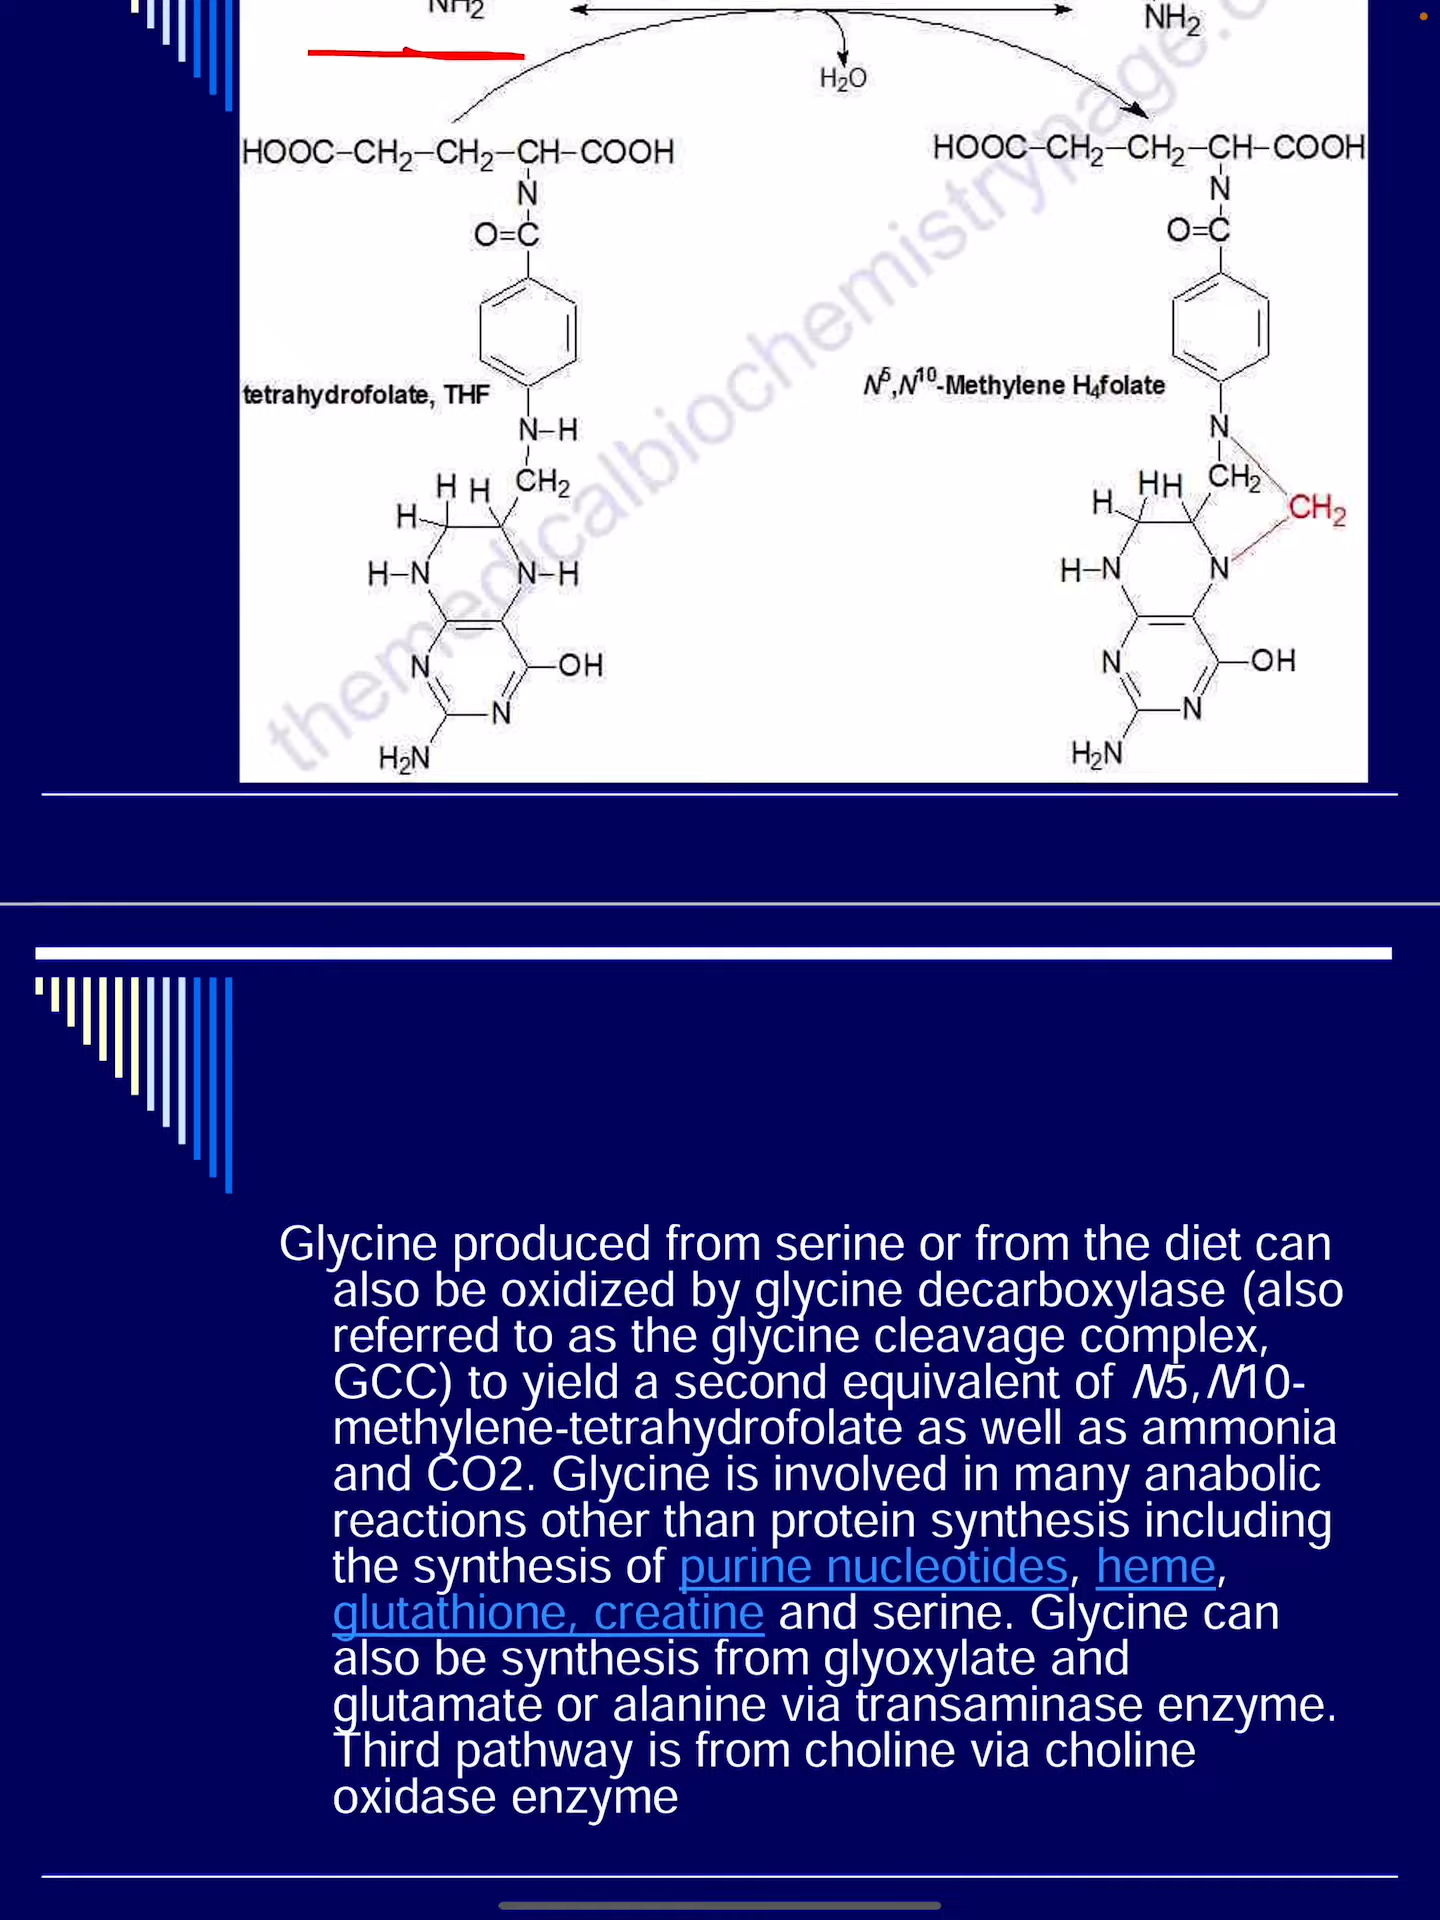 NH2
NH2
H2O
HOOC-CH2-CH2-CH-COOH
HOOC-CH2-CH2-CH-COOH
N
N
O=C
O=C
tetrahydrofolate, THF
N5,N10-Methylene H4folate
N-H
N
CH2
CH2
H H
HH
H
H
CH2
H-N
N-H
H-N
N
N
OH
N
OH
N
N
H2N
H2N
themedicalbiochemistrypage.o
Glycine produced from serine or from the diet can
also be oxidized by glycine decarboxylase (also
referred to as the glycine cleavage complex,
GCC) to yield a second equivalent of N5,N10-
methylene-tetrahydrofolate as well as ammonia
and CO2. Glycine is involved in many anabolic
reactions other than protein synthesis including
the synthesis of purine nucleotides, heme,
glutathione, creatine and serine. Glycine can
also be synthesis from glyoxylate and
glutamate or alanine via transaminase enzyme.
Third pathway is from choline via choline
oxidase enzyme